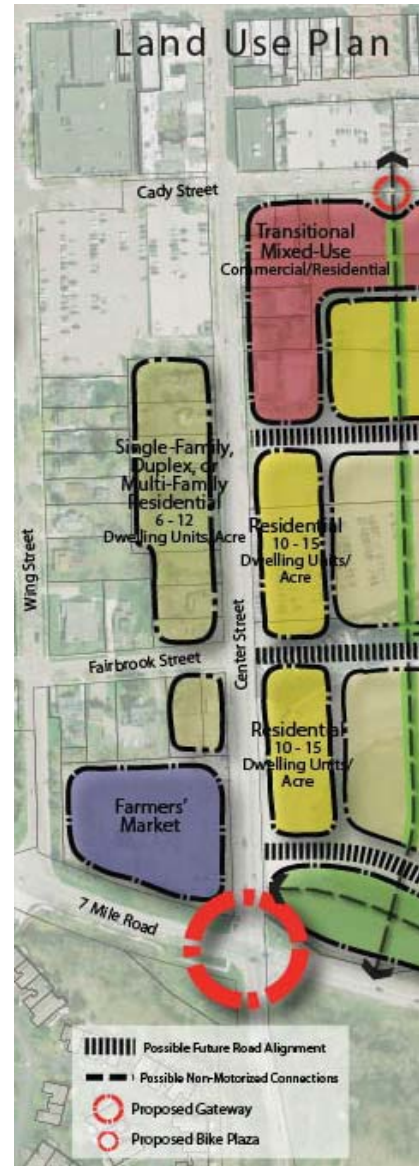 Land Use Plan
Cady Street
Transitional
Mixed-Use
Commercial/Residential
Single-Family,
Duplex, or
Multi-Family
Residential
6 - 12
Dwelling Units/Acre
Residential
10 - 15
Dwelling Units/
Acre
Wing Street
Center Street
Fairbrook Street
Residential
10 - 15
Dwelling Units/
Acre
Farmers'
Market
7 Mile Road
Possible Future Road Alignment
Possible Non-Motorized Connections
Proposed Gateway
Proposed Bike Plaza